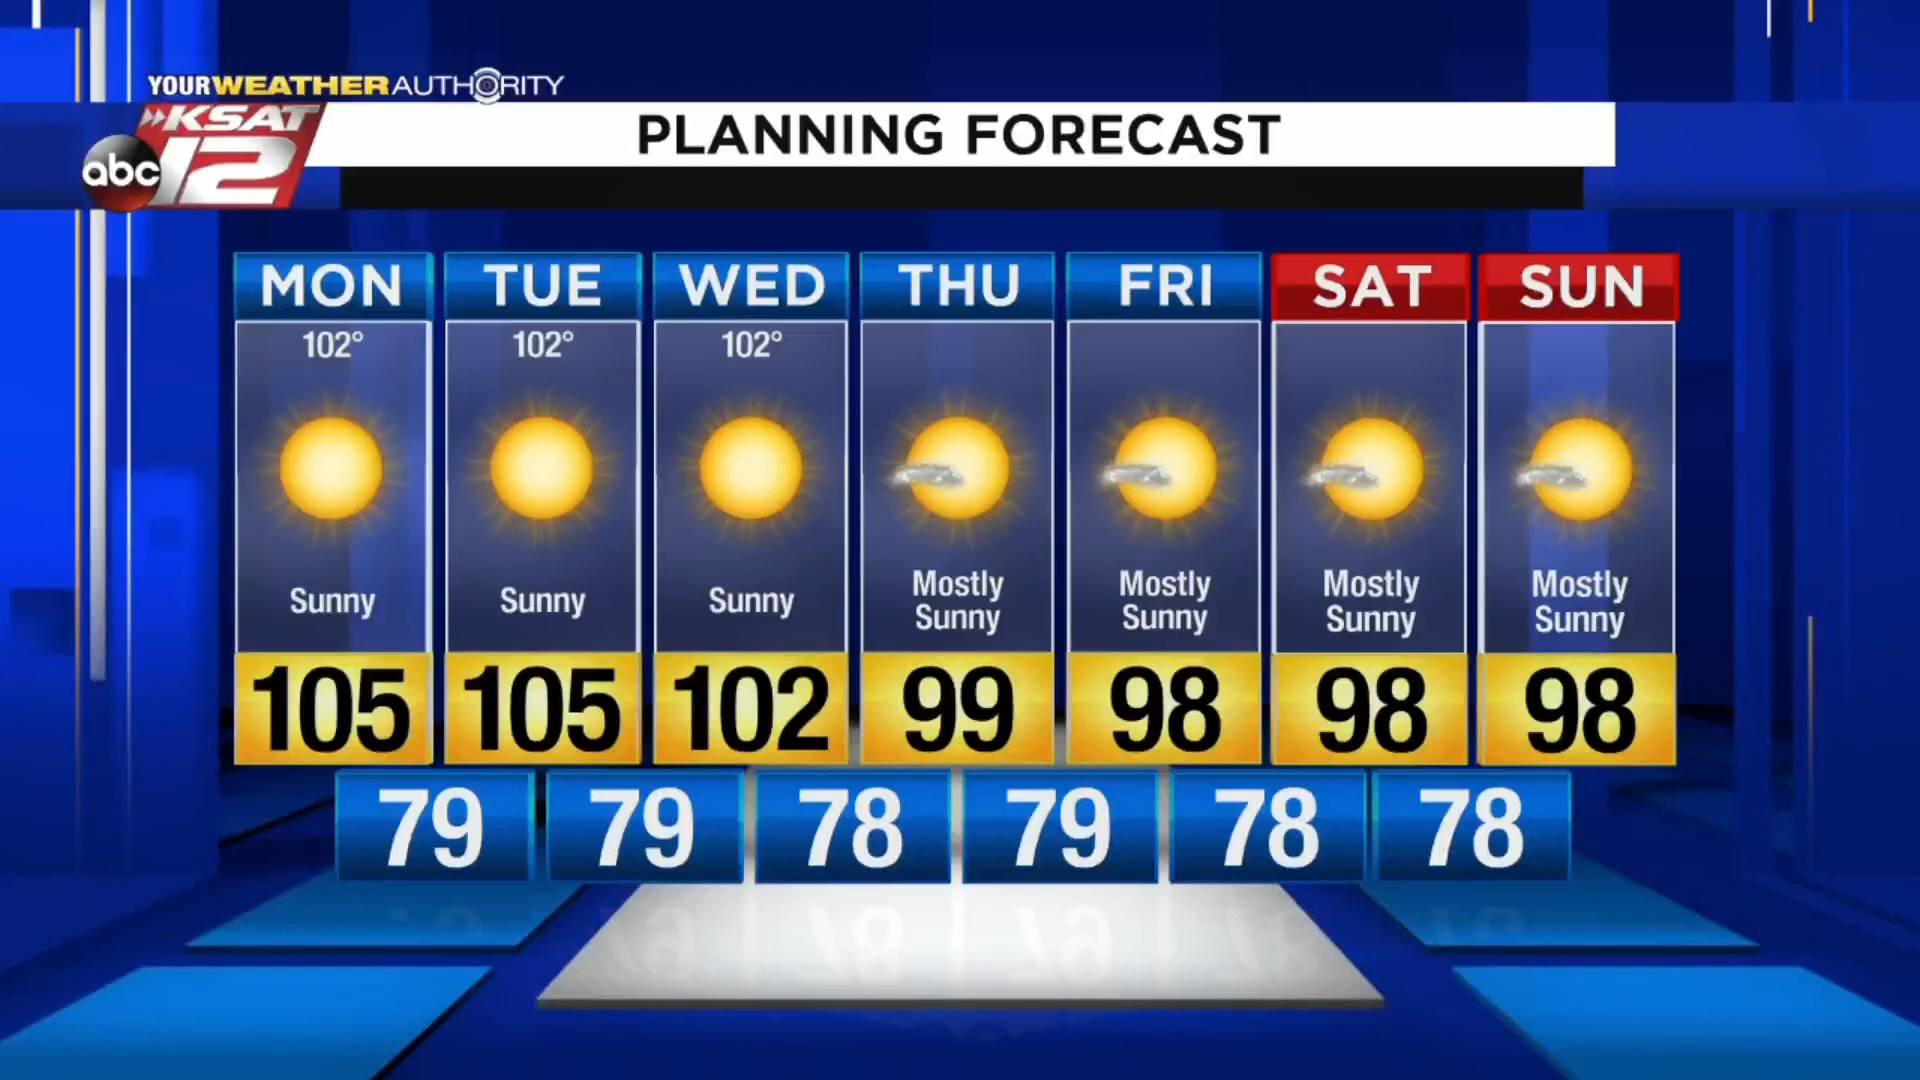 YOURWEATHERAUTHORITY
KSAT
abc 12
PLANNING FORECAST
MON TUE WED THU FRI SAT SUN
102° 102° 102°
Sunny Sunny Sunny Mostly Sunny Mostly Sunny Mostly Sunny Mostly Sunny
105 105 102 99 98 98 98
79 79 78 79 78 78